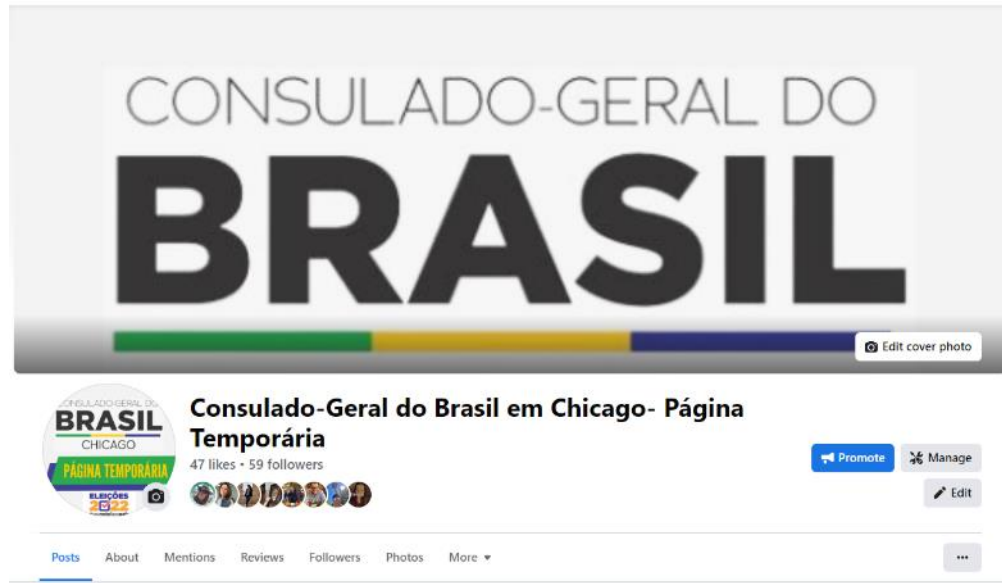 CONSULADO-GERAL DO
BRASIL
Edit cover photo
CONSULADO-GERAL DO
BRASIL
CHICAGO
PÁGINA TEMPORÁRIA
ELEIÇÕES
2022
Consulado-Geral do Brasil em Chicago- Página
Temporária
47 likes • 59 followers
Promote
Manage
Edit
Posts
About
Mentions
Reviews
Followers
Photos
More